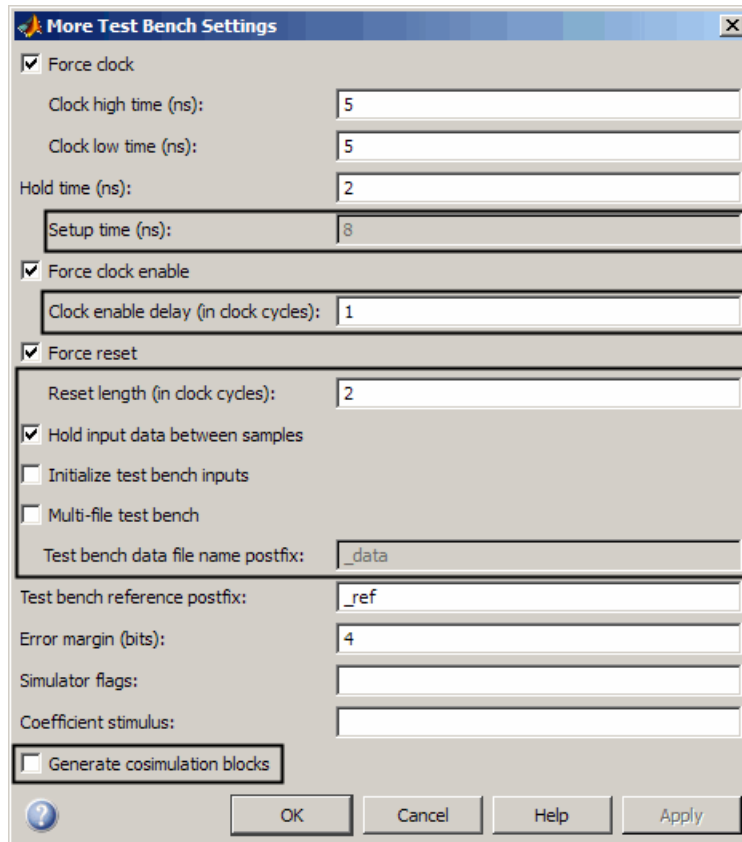 More Test Bench Settings
Force clock
Clock high time (ns): 5
Clock low time (ns): 5
Hold time (ns): 2
Setup time (ns): 8
Force clock enable
Clock enable delay (in clock cycles): 1
Force reset
Reset length (in clock cycles): 2
Hold input data between samples
Initialize test bench inputs
Multi-file test bench
Test bench data file name postfix: _data
Test bench reference postfix: _ref
Error margin (bits): 4
Simulator flags:
Coefficient stimulus:
Generate cosimulation blocks
? OK Cancel Help Apply